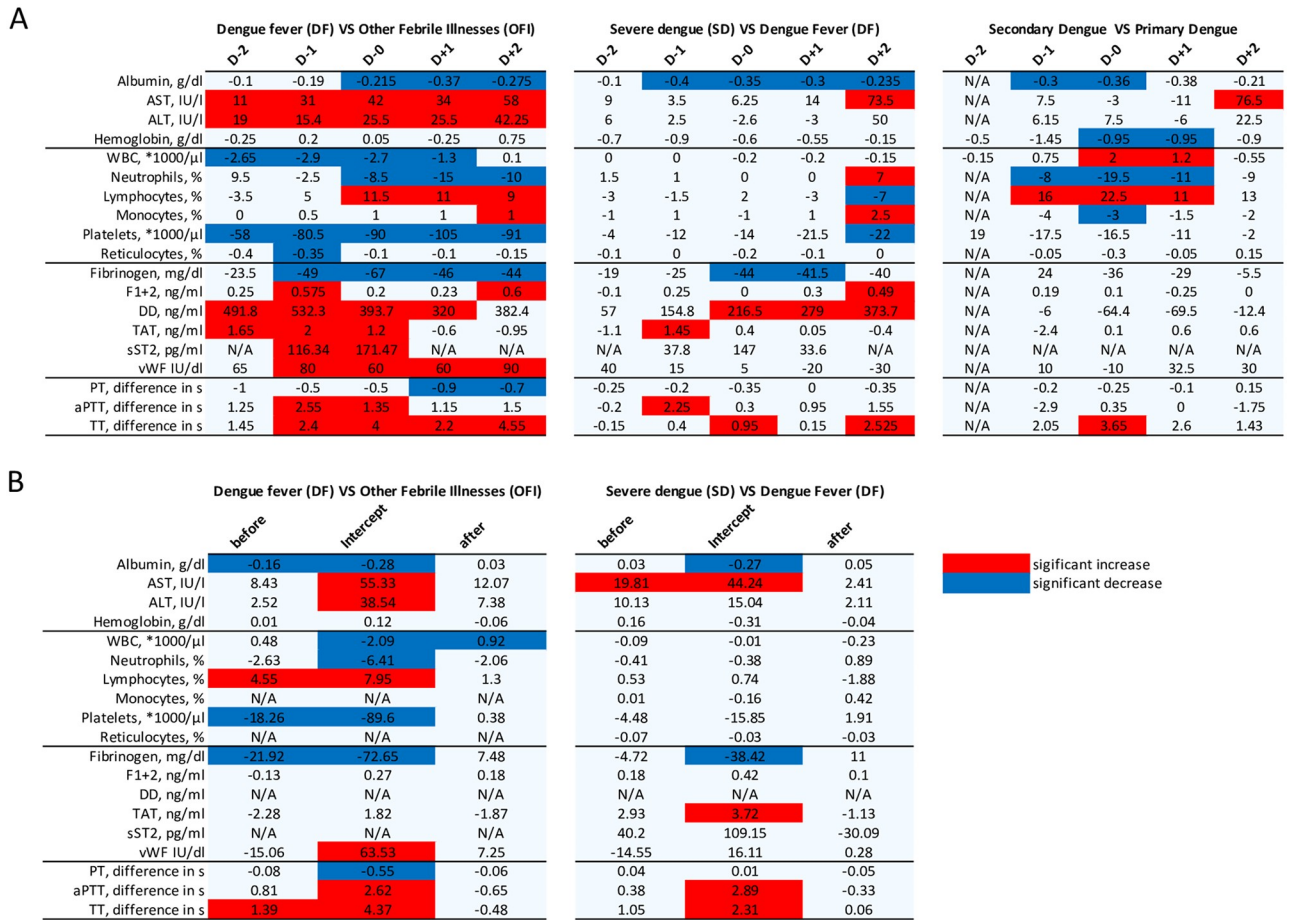 A
Dengue fever (DF) VS Other Febrile Illnesses (OFI) Severe dengue (SD) VS Dengue Fever (DF) Secondary Dengue VS Primary Dengue
D-2 D-1 D-0 D+1 D+2 D-2 D-1 D-0 D+1 D+2 D-2 D-1 D-0 D+1 D+2
Albumin, g/dl -0.1 -0.19 -0.215 -0.37 -0.275 -0.1 -0.4 -0.35 -0.3 -0.235 N/A -0.3 -0.36 -0.38 -0.21
AST, IU/l 11 31 42 34 58 9 3.5 6.25 14 73.5 N/A 7.5 -3 -11 76.5
ALT, IU/l 19 15.4 25.5 25.5 42.25 6 2.5 -2.6 -3 50 N/A 6.15 7.5 -6 22.5
Hemoglobin, g/dl -0.25 0.2 0.05 -0.25 0.75 -0.7 -0.9 -0.6 -0.55 -0.15 -0.5 -1.45 -0.95 -0.95 -0.9
WBC, *1000/µl -2.65 -2.9 -2.7 -1.3 0.1 0 0 -0.2 -0.2 -0.15 -0.15 0.75 2 1.2 -0.55
Neutrophils, % 9.5 -2.5 -8.5 -15 -10 1.5 1 0 0 7 N/A -8 -19.5 -11 -9
Lymphocytes, % -3.5 5 11.5 11 9 -3 -1.5 2 -3 -7 N/A 16 22.5 11 13
Monocytes, % 0 0.5 1 1 1 -1 1 -1 1 2.5 N/A -4 -3 -1.5 -2
Platelets, *1000/µl -58 -80.5 -90 -105 -91 -4 -12 -14 -21.5 -22 19 -17.5 -16.5 -11 -2
Reticulocytes, % -0.4 -0.35 -0.1 -0.1 -0.15 -0.1 0 -0.2 -0.1 0 N/A -0.05 -0.3 -0.05 0.15
Fibrinogen, mg/dl -23.5 -49 -67 -46 -44 -19 -25 -44 -41.5 -40 N/A 24 -36 -29 -5.5
F1+2, ng/ml 0.25 0.575 0.2 0.23 0.6 -0.1 0.25 0 0.3 0.49 N/A 0.19 0.1 -0.25 0
DD, ng/ml 491.8 532.3 393.7 320 382.4 57 154.8 216.5 279 373.7 N/A -6 -64.4 -69.5 -12.4
TAT, ng/ml 1.65 2 1.2 -0.6 -0.95 -1.1 1.45 0.4 0.05 -0.4 N/A -2.4 0.1 0.6 0.6
sST2, pg/ml N/A 116.34 171.47 N/A N/A N/A 37.8 147 33.6 N/A N/A N/A N/A N/A N/A
vWF IU/dl 65 80 60 60 90 40 15 5 -20 -30 N/A 10 -10 32.5 30
PT, difference in s -1 -0.5 -0.5 -0.9 -0.7 -0.25 -0.2 -0.35 0 -0.35 N/A -0.2 -0.25 -0.1 0.15
aPTT, difference in s 1.25 2.55 1.35 1.15 1.5 -0.2 2.25 0.3 0.95 1.55 N/A -2.9 0.35 0 -1.75
TT, difference in s 1.45 2.4 4 2.2 4.55 -0.15 0.4 0.95 0.15 2.525 N/A 2.05 3.65 2.6 1.43
B
Dengue fever (DF) VS Other Febrile Illnesses (OFI) Severe dengue (SD) VS Dengue Fever (DF)
before Intercept after before Intercept after
Albumin, g/dl -0.16 -0.28 0.03 0.03 -0.27 0.05 sigificant increase
AST, IU/l 8.43 55.33 12.07 19.81 44.24 2.41 significant decrease
ALT, IU/l 2.52 38.54 7.38 10.13 15.04 2.11
Hemoglobin, g/dl 0.01 0.12 -0.06 0.16 -0.31 -0.04
WBC, *1000/µl 0.48 -2.09 0.92 -0.09 -0.01 -0.23
Neutrophils, % -2.63 -6.41 -2.06 -0.41 -0.38 0.89
Lymphocytes, % 4.55 7.95 1.3 0.53 0.74 -1.88
Monocytes, % N/A N/A N/A 0.01 -0.16 0.42
Platelets, *1000/µl -18.26 -89.6 0.38 -4.48 -15.85 1.91
Reticulocytes, % N/A N/A N/A -0.07 -0.03 -0.03
Fibrinogen, mg/dl -21.92 -72.65 7.48 -4.72 -38.42 11
F1+2, ng/ml -0.13 0.27 0.18 0.18 0.42 0.1
DD, ng/ml N/A N/A N/A N/A N/A N/A
TAT, ng/ml -2.28 1.82 -1.87 2.93 3.72 -1.13
sST2, pg/ml N/A N/A N/A 40.2 109.15 -30.09
vWF IU/dl -15.06 63.53 7.25 -14.55 16.11 0.28
PT, difference in s -0.08 -0.55 -0.06 0.04 0.01 -0.05
aPTT, difference in s 0.81 2.62 -0.65 0.38 2.89 -0.33
TT, difference in s 1.39 4.37 -0.48 1.05 2.31 0.06